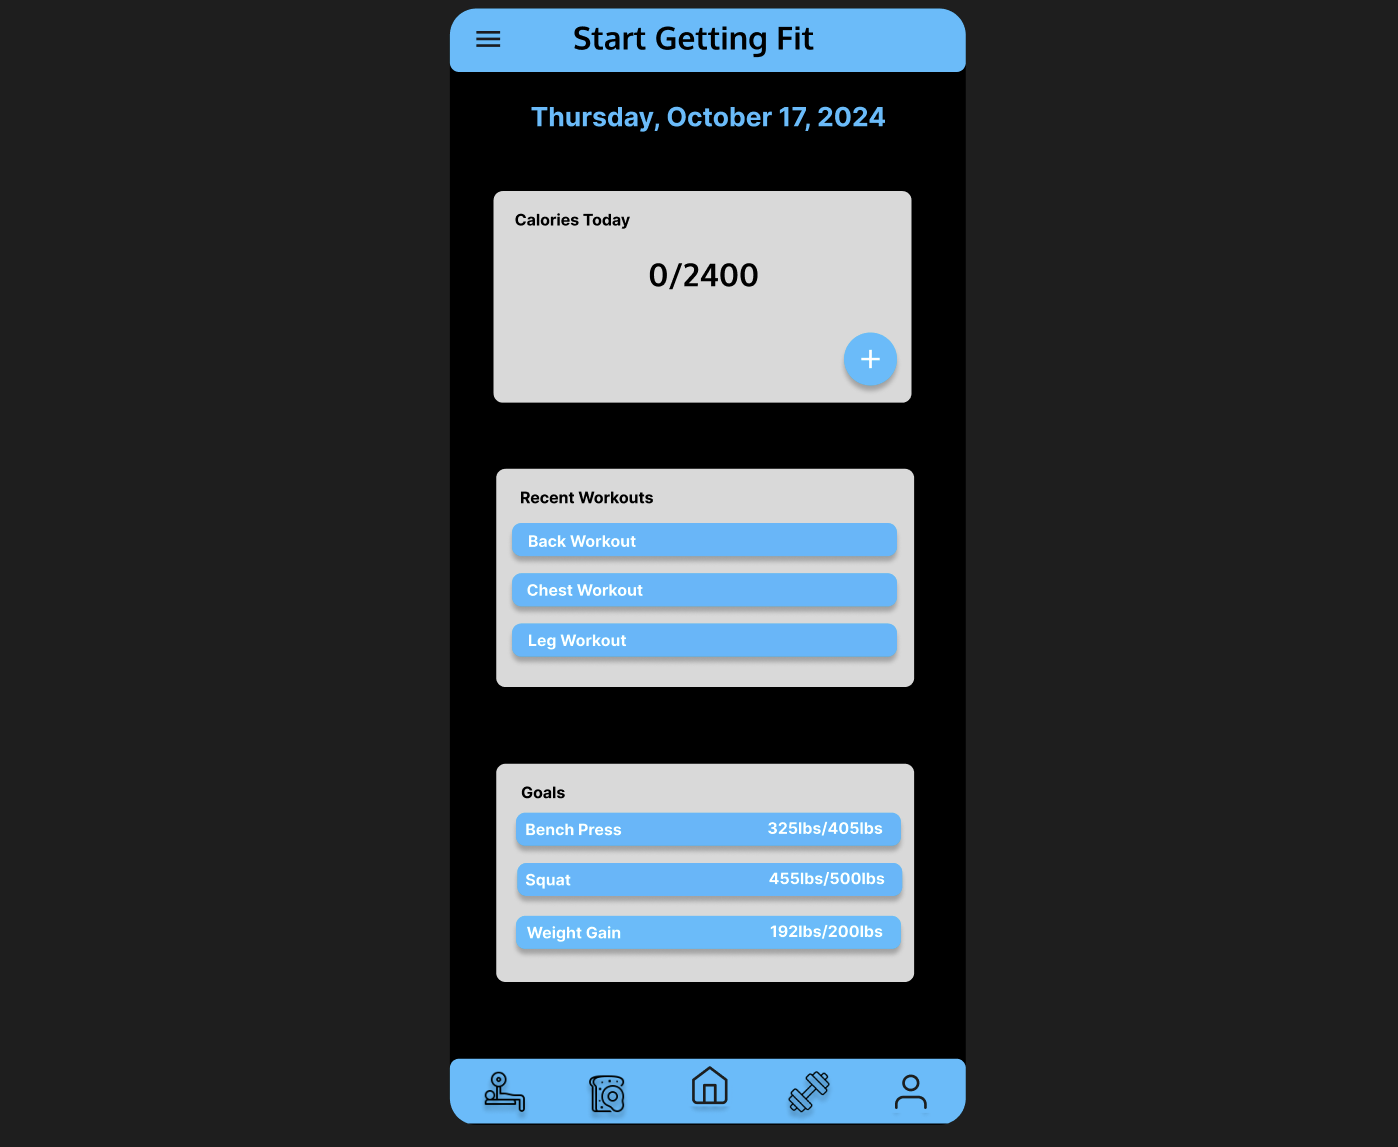 Start Getting Fit
Thursday, October 17, 2024
Calories Today
0/2400
Recent Workouts
Back Workout
Chest Workout
Leg Workout
Goals
Bench Press 325lbs/405lbs
Squat 455lbs/500lbs
Weight Gain 192lbs/200lbs